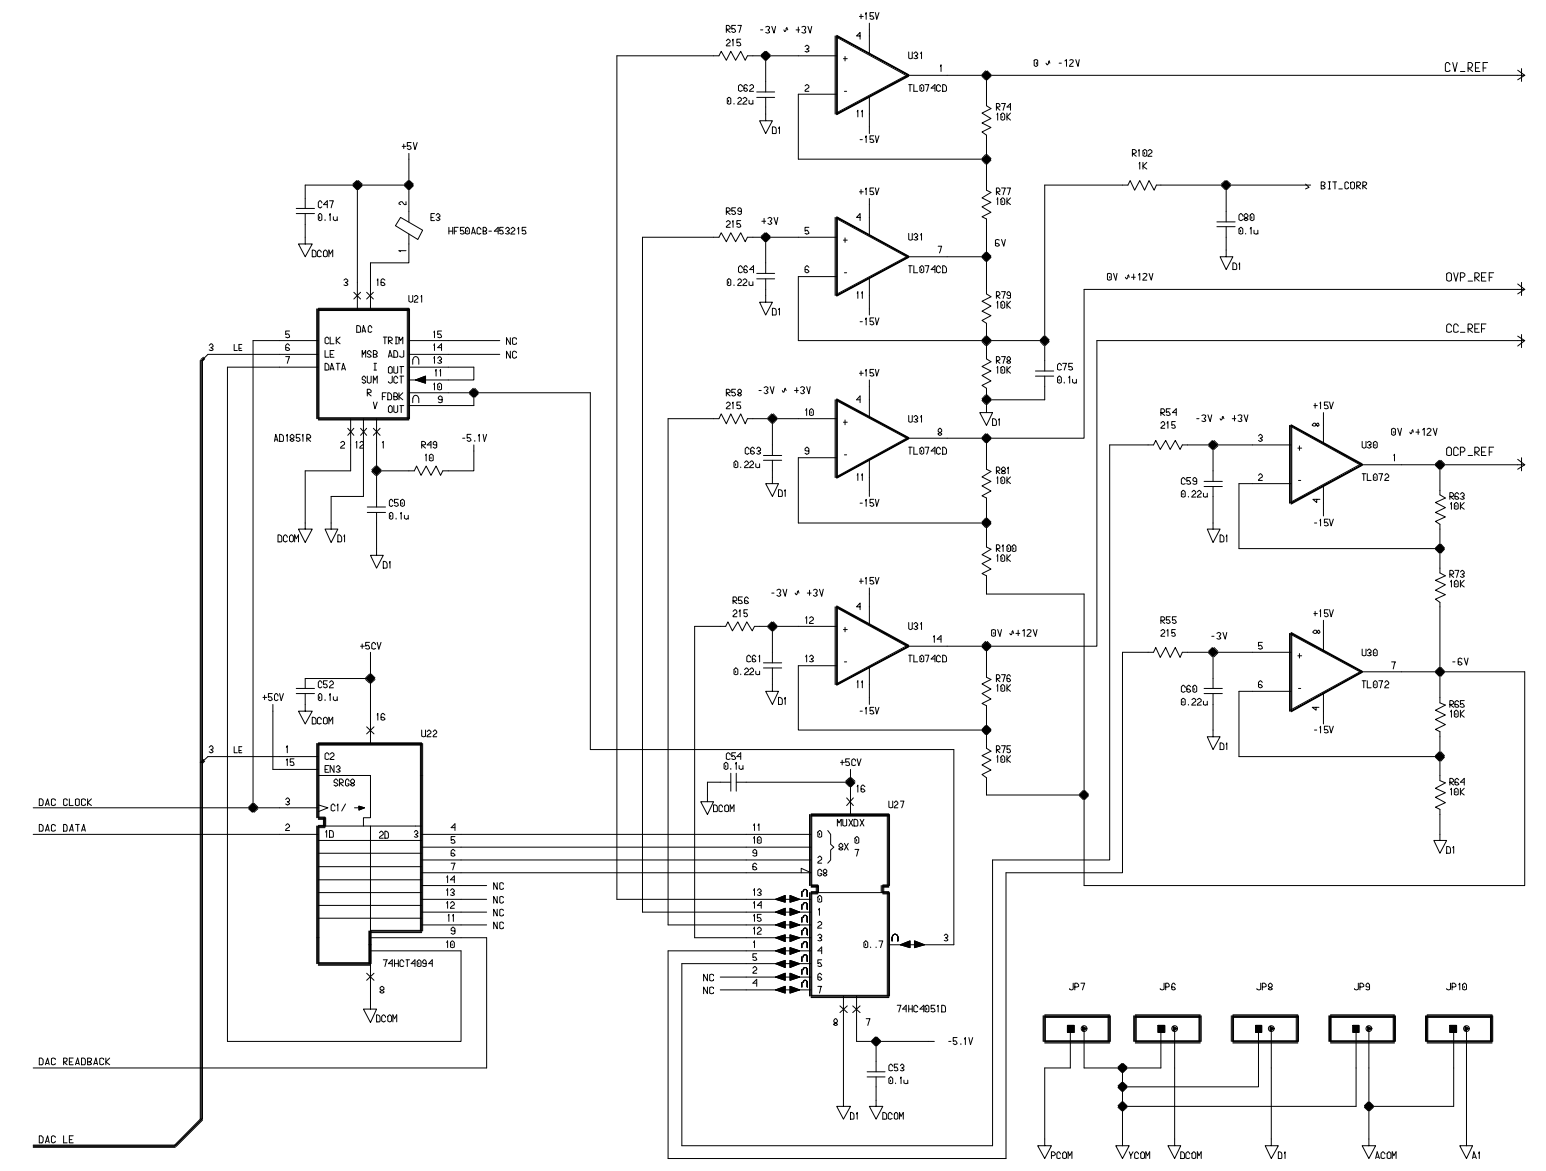 +15V
R57
215
-3V ↗ +3V
3
4
+
U31
2
-
1
TL074CD
11
-15V
C62
0.22u
D1
0 ↗ -12V
CV_REF
R74
10K
R102
1K
BIT_CORR
C80
0.1u
D1
R77
10K
+5V
C47
0.1u
DCOM
2
E3
HF50ACB-453215
1
3
16
U21
+15V
R59
215
+3V
5
4
+
U31
6
-
7
TL074CD
11
-15V
C64
0.22u
D1
6V
R79
10K
0V ↗+12V
OVP_REF
CC_REF
R78
10K
C75
0.1u
D1
DAC
5
CLK
TRIM
15
NC
3
LE
6
LE
MSB
ADJ
14
NC
7
DATA
I
OUT
13
SUM
JCT
11
R
FDBK
10
V
OUT
9
AD1851R
2
12
1
R49
10
-5.1V
C50
0.1u
DCOM
D1
D1
+15V
R58
215
-3V ↗ +3V
10
4
+
U31
9
-
8
TL074CD
11
-15V
C63
0.22u
D1
R81
10K
R100
10K
+15V
R54
215
-3V ↗ +3V
3
8
+
U30
0V ↗+12V
2
-
1
TL072
4
-15V
C59
0.22u
D1
OCP_REF
R63
10K
R73
10K
+15V
R56
215
-3V ↗ +3V
12
4
+
U31
13
-
14
TL074CD
11
-15V
C61
0.22u
D1
0V ↗+12V
R76
10K
R75
10K
+15V
R55
215
-3V
5
8
+
U30
6
-
7
TL072
4
-15V
C60
0.22u
D1
-6V
R65
10K
R64
10K
D1
+5CV
C52
0.1u
+5CV
DCOM
16
U22
3
LE
1
C2
15
EN3
SRG8
DAC CLOCK
3
C1/
DAC DATA
2
1D
2D
3
4
5
6
7
14
NC
13
NC
12
NC
11
NC
9
10
74HCT4094
8
DCOM
DAC READBACK
DAC LE
C54
0.1u
+5CV
DCOM
16
U27
MUXDX
11
0
10
9
2
8X
0
7
6
G8
13
0
14
1
15
2
12
3
1
4
5
5
NC
2
6
NC
4
7
0..7
3
74HC4051D
8
7
-5.1V
C53
0.1u
D1
DCOM
JP7
JP6
JP8
JP9
JP10
PCOM
YCOM
DCOM
D1
ACOM
A1